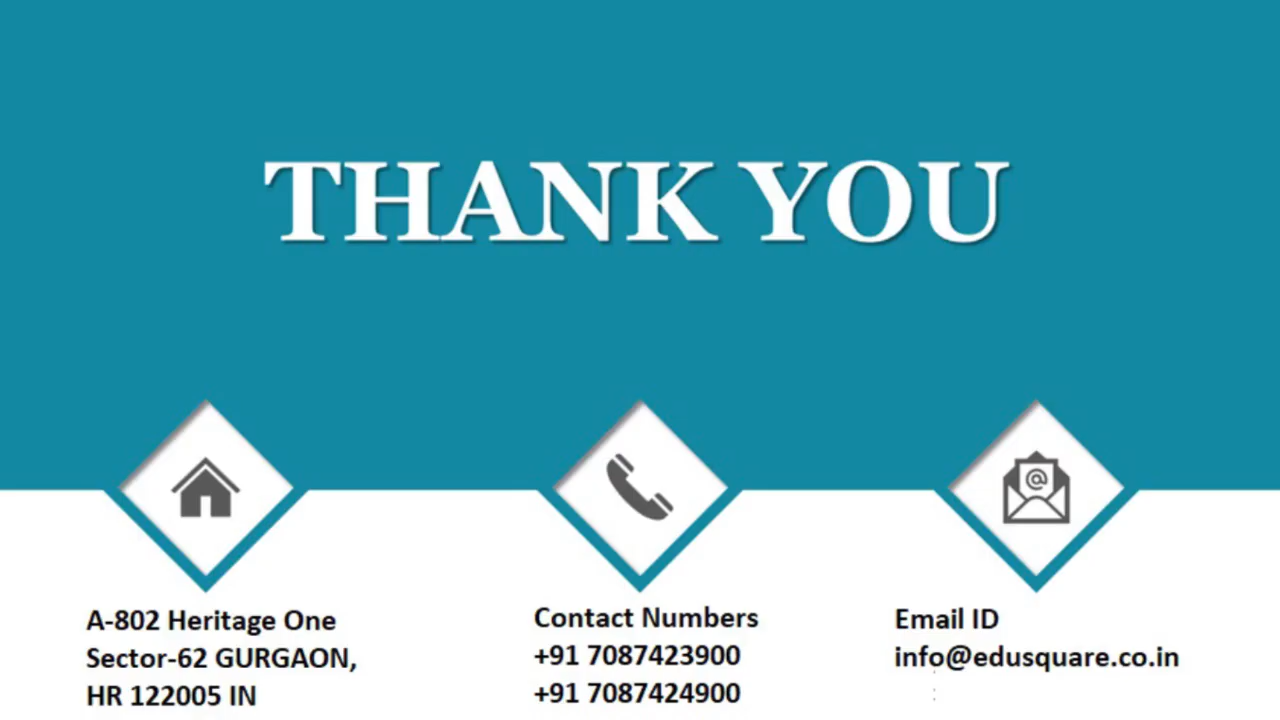 THANK YOU
A-802 Heritage One
Sector-62 GURGAON,
HR 122005 IN
Contact Numbers
+91 7087423900
+91 7087424900
Email ID
info@edusquare.co.in